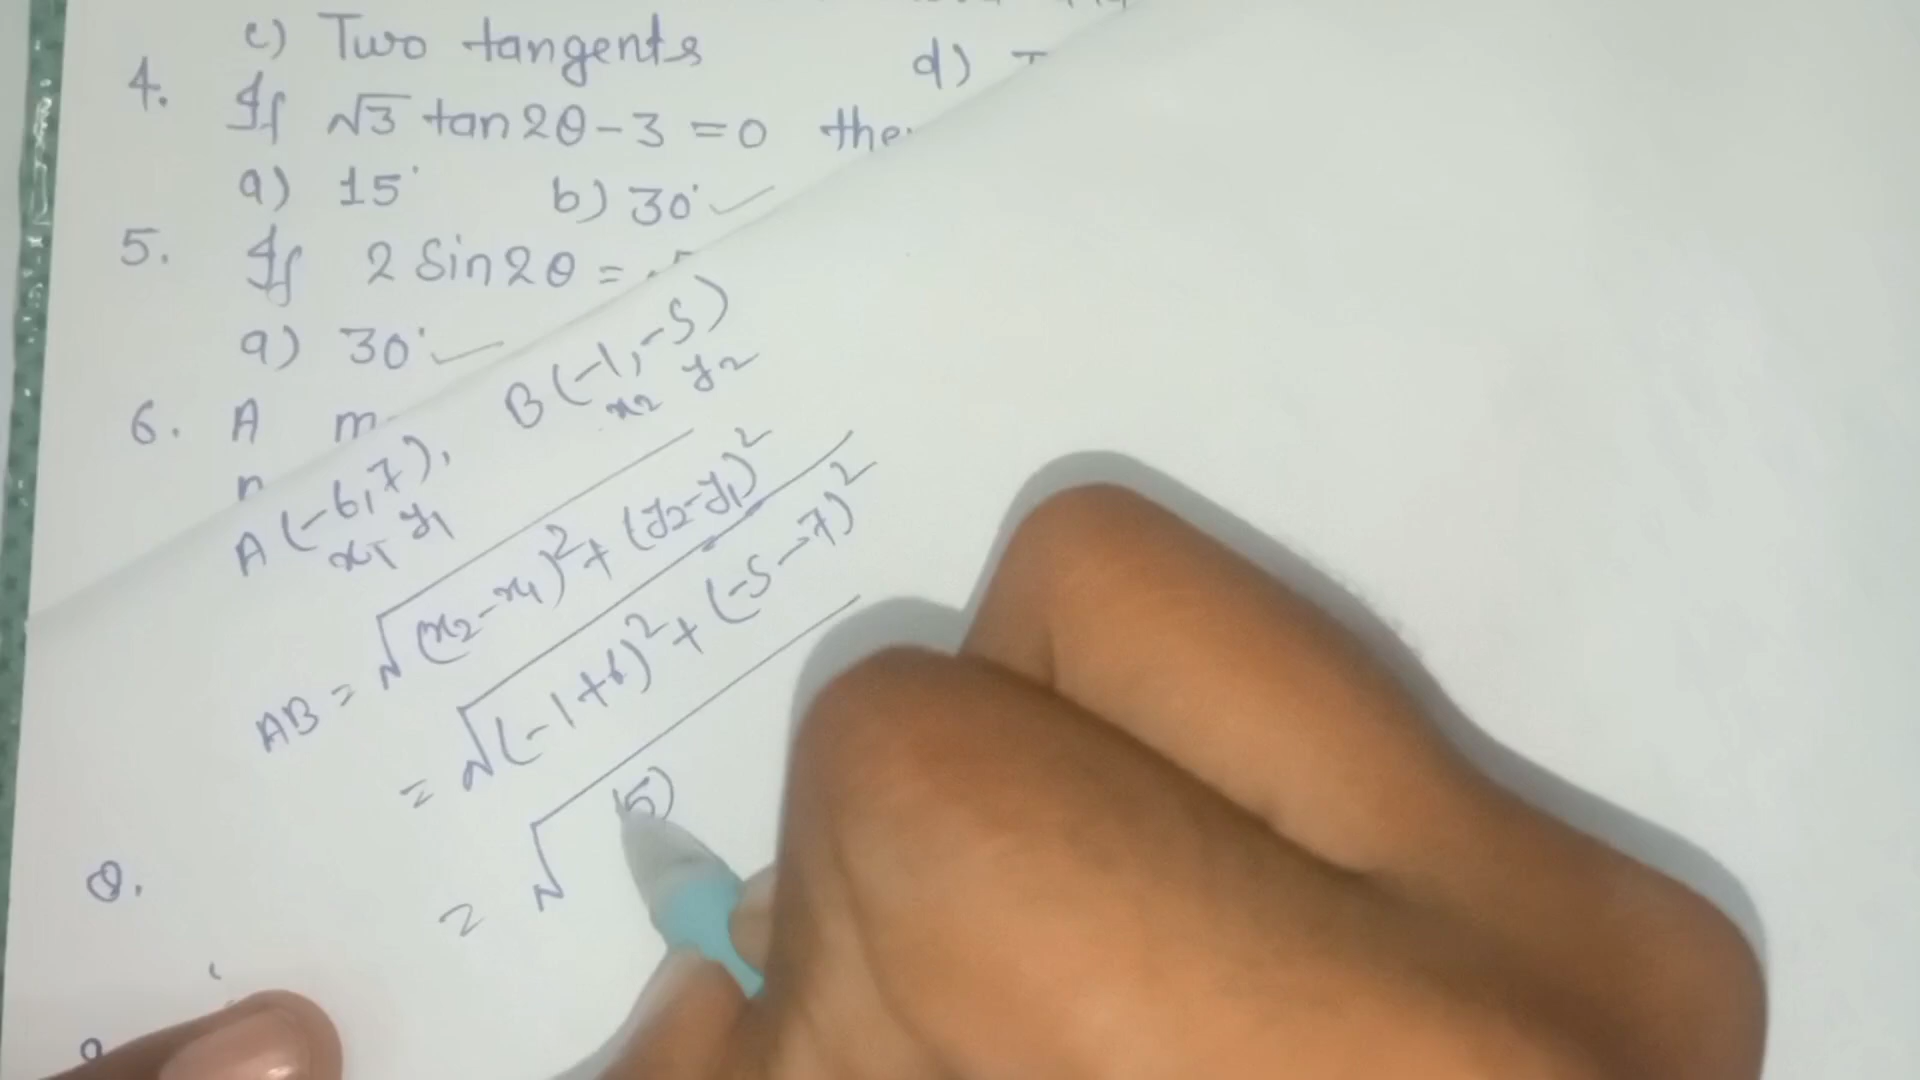 c) Two tangents d)
4. If √3 tan2θ-3 =0 the
a) 15° b) 30°
5. If 2 Sin2θ =
a) 30°
6. A m
n
A(-6,7), B(-1,-5)
x1 y1 x2 y2
AB = √(x2-x1)²+(y2-y1)²
= √(-1+6)²+(-5-7)²
= √(5)
8.
9